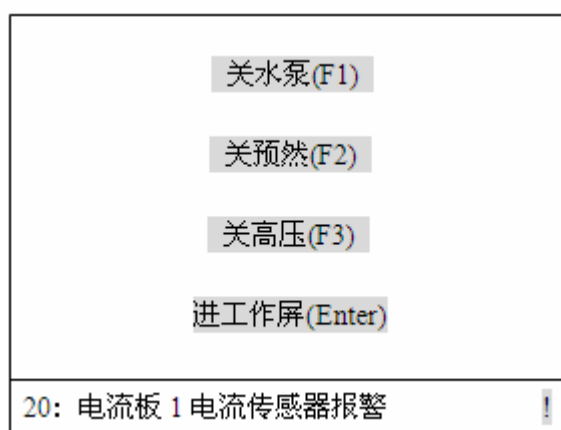 关水泵(F1)
关预然(F2)
关高压(F3)
进工作屏(Enter)
20：电流板 1 电流传感器报警 !